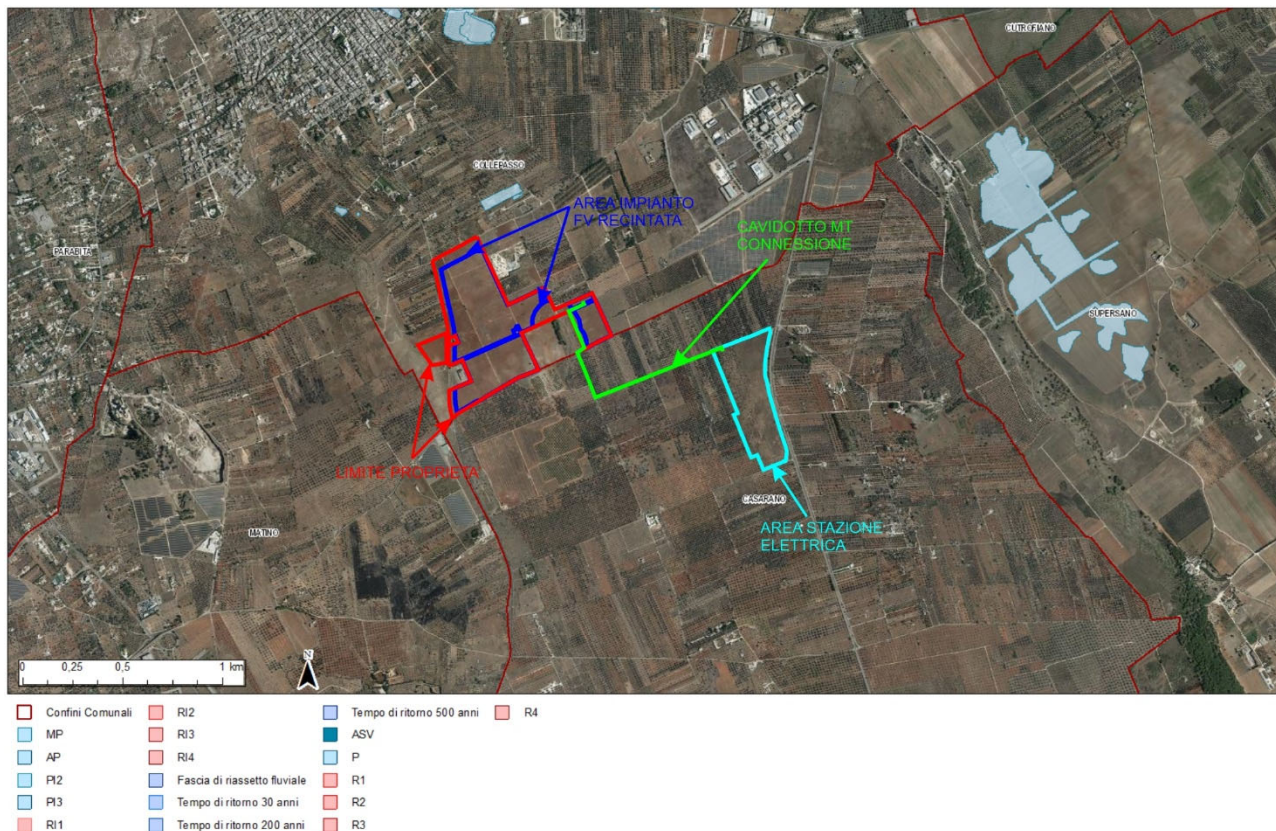 CUTROFIANO
COLLEPASSO
AREA IMPIANTO
FV RECINTATA
CAVIDOTTO MT
CONNESSIONE
PARABITA
SUPERSANO
LIMITE PROPRIETA'
CASARANO
MATINO
AREA STAZIONE
ELETTRICA
0 0,25 0,5 1 km
N
Confini Comunali
MP
AP
PI2
PI3
RI1
RI2
RI3
RI4
Fascia di riassetto fluviale
Tempo di ritorno 30 anni
Tempo di ritorno 200 anni
Tempo di ritorno 500 anni
ASV
P
R1
R2
R3
R4